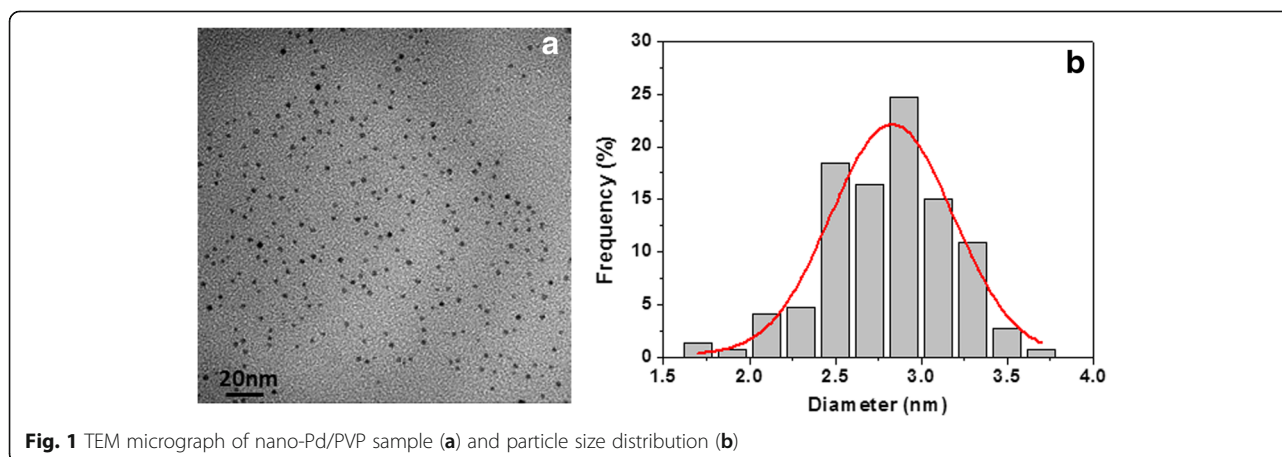 a
20nm
b
Frequency (%)
30
25
20
15
10
5
0
1.5 2.0 2.5 3.0 3.5 4.0
Diameter (nm)
Fig. 1 TEM micrograph of nano-Pd/PVP sample (a) and particle size distribution (b)